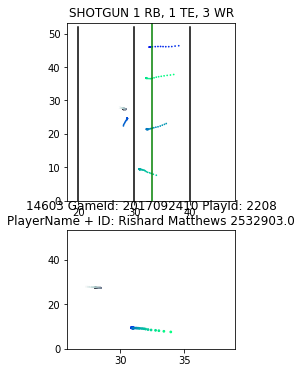 SHOTGUN 1 RB, 1 TE, 3 WR
50
40
30
20
10
0
20 30 40
14603 GameId: 2017092410 PlayId: 2208
PlayerName + ID: Rishard Matthews 2532903.0
40
20
0
30 35